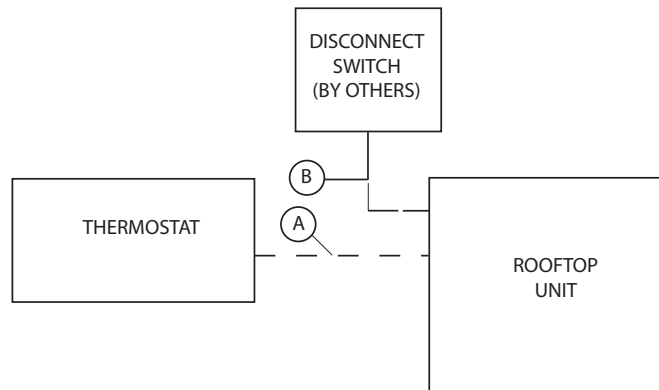 DISCONNECT
SWITCH
(BY OTHERS)
B
THERMOSTAT
A
ROOFTOP
UNIT